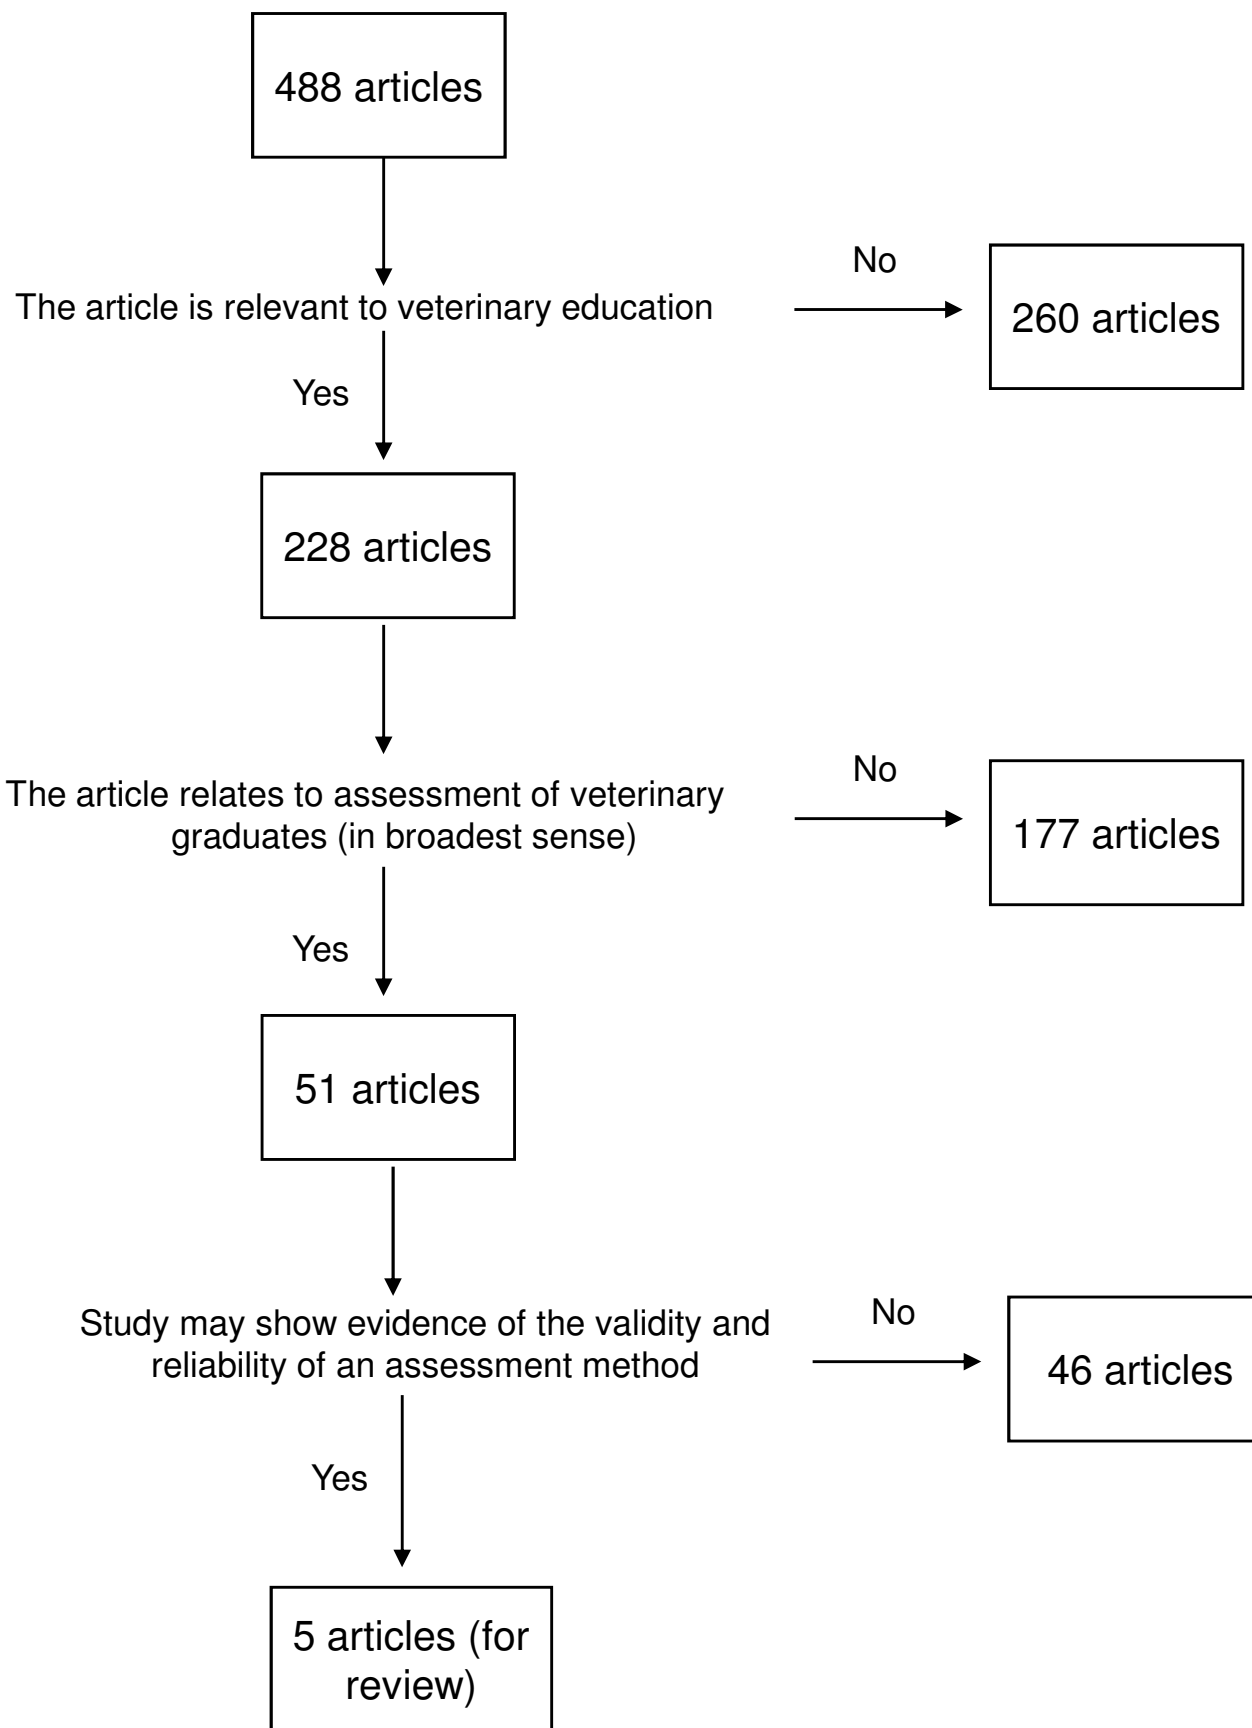 488 articles
No
The article is relevant to veterinary education
260 articles
Yes
228 articles
No
The article relates to assessment of veterinary
graduates (in broadest sense)
177 articles
Yes
51 articles
No
Study may show evidence of the validity and
reliability of an assessment method
46 articles
Yes
5 articles (for
review)